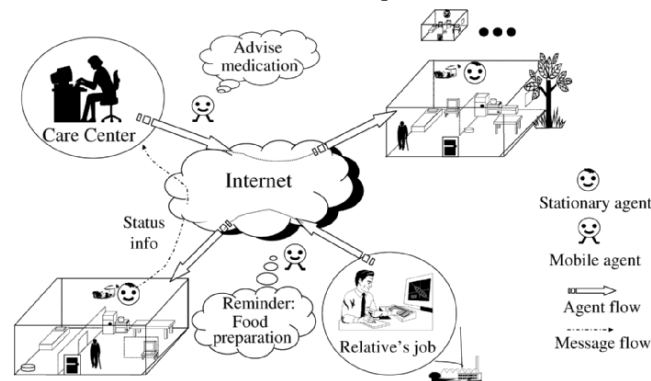 Advise
medication
Care Center
Internet
Status
info
Reminder:
Food
preparation
Relative's job
Stationary agent
Mobile agent
Agent flow
Message flow